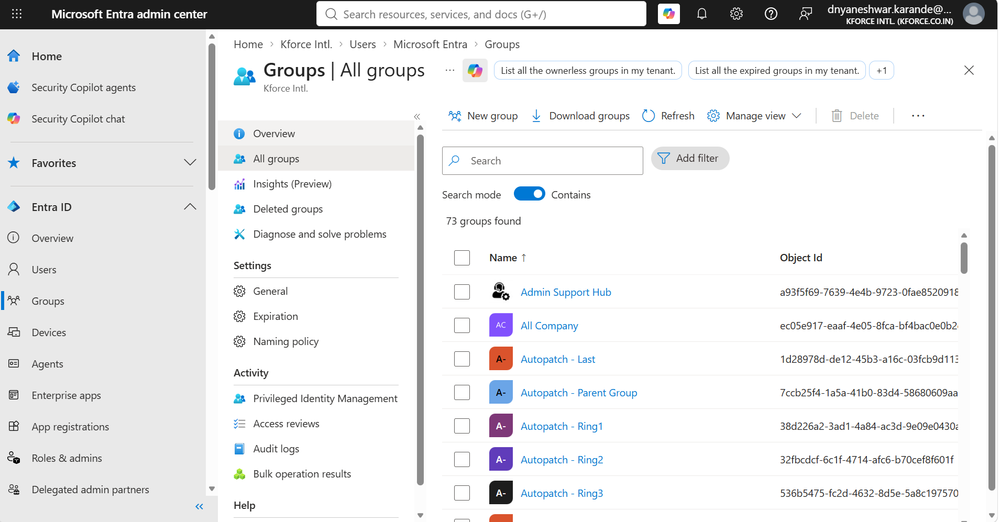 Microsoft Entra admin center
Search resources, services, and docs (G+/)
dnyaneshwar.karande@...
KFORCE INTL. (KFORCE.CO.IN)
Home
Security Copilot agents
Security Copilot chat
Favorites
Entra ID
Overview
Users
Groups
Devices
Agents
Enterprise apps
App registrations
Roles & admins
Delegated admin partners
Home > Kforce Intl. > Users > Microsoft Entra > Groups
Groups | All groups
Kforce Intl.
List all the ownerless groups in my tenant.
List all the expired groups in my tenant.
+1
Overview
All groups
Insights (Preview)
Deleted groups
Diagnose and solve problems
Settings
General
Expiration
Naming policy
Activity
Privileged Identity Management
Access reviews
Audit logs
Bulk operation results
Help
New group
Download groups
Refresh
Manage view
Delete
Search
Add filter
Search mode
Contains
73 groups found
Name ↑ Object Id
Admin Support Hub a93f5f69-7639-4e4b-9723-0fae8520918
AC All Company ec05e917-eaaf-4e05-8fca-bf4bac0e0b2
A- Autopatch - Last 1d28978d-de12-45b3-a16c-03fcb9d113
A- Autopatch - Parent Group 7ccb25f4-1a5a-41b0-83d4-58680609aa
A- Autopatch - Ring1 38d226a2-3ad1-4a84-ac3d-9e09e0430a
A- Autopatch - Ring2 32fbcdcf-6c1f-4714-afc6-b70cef8f601f
A- Autopatch - Ring3 536b5475-fc2d-4632-8d5e-5a8c197570